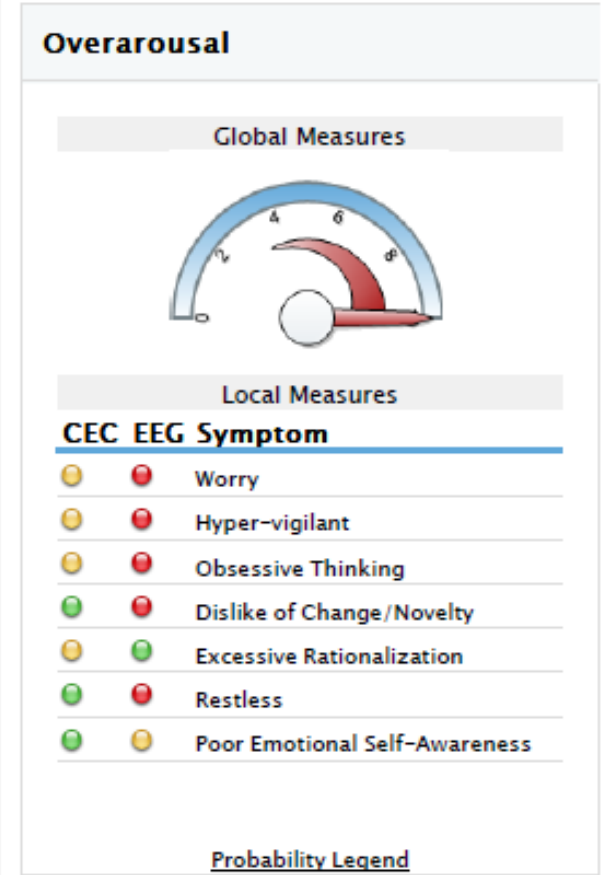 Overarousal
Global Measures
0 2 4 6 8
Local Measures
CEC EEG Symptom
Worry
Hyper-vigilant
Obsessive Thinking
Dislike of Change/Novelty
Excessive Rationalization
Restless
Poor Emotional Self-Awareness
Probability Legend